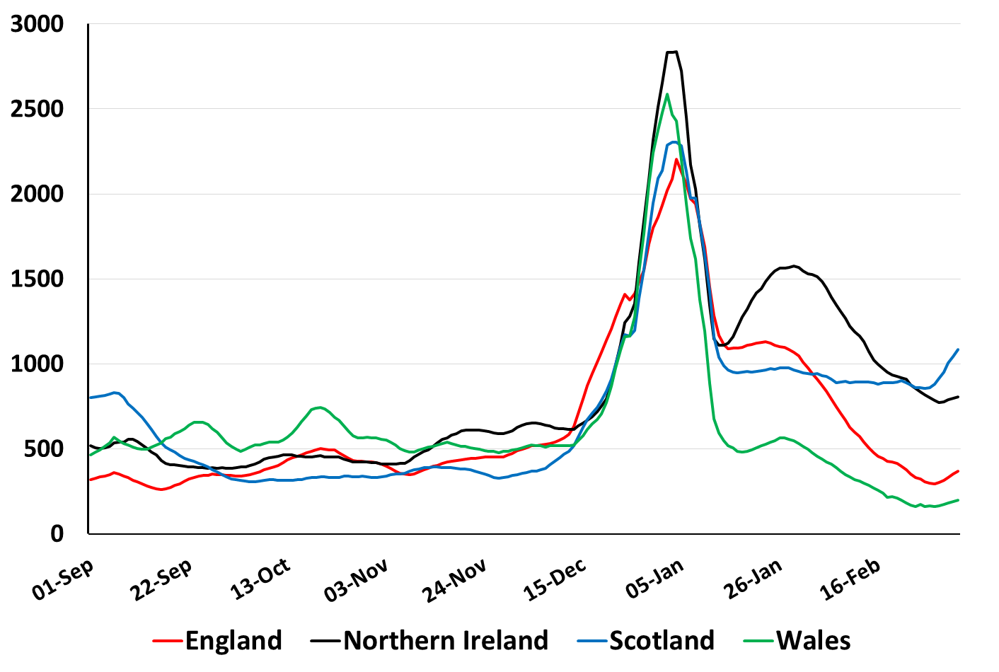 3000
2500
2000
1500
1000
500
0
01-Sep
22-Sep
13-Oct
03-Nov
24-Nov
15-Dec
05-Jan
26-Jan
16-Feb
England Northern Ireland Scotland Wales